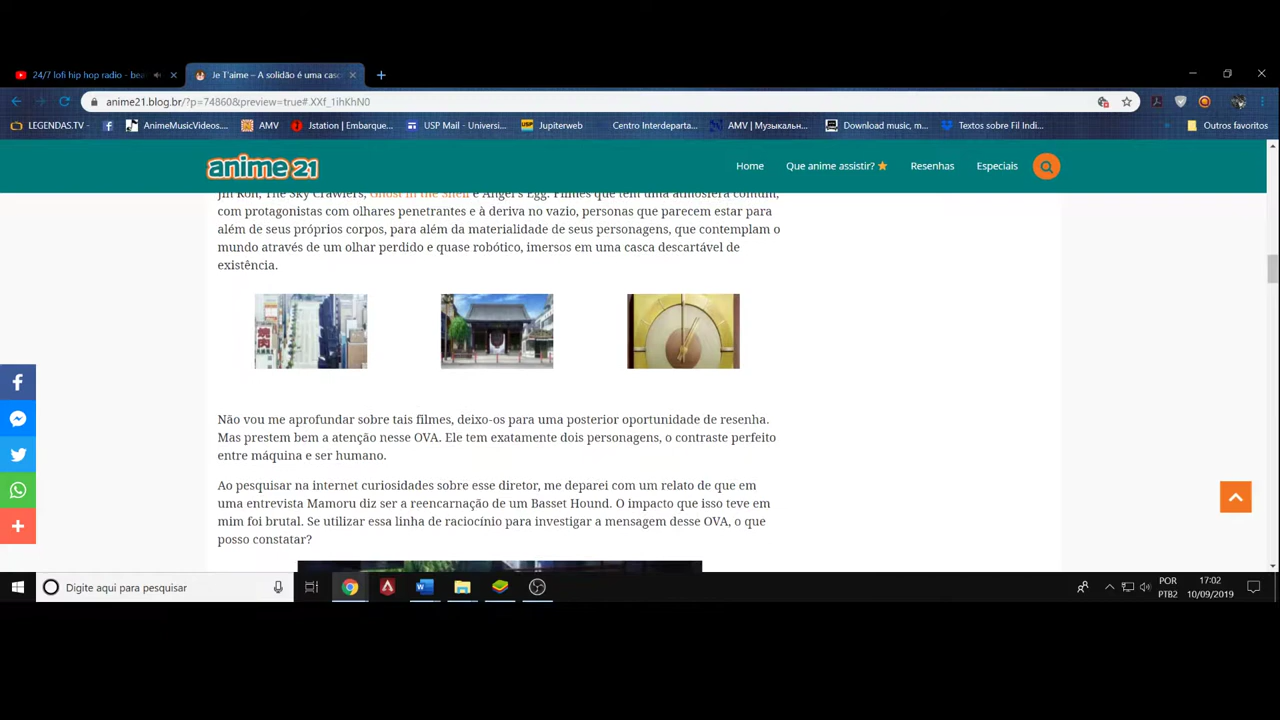 24/7 lofi hip hop radio - bea
Je T'aime – A solidão é uma casc
anime21.blog.br/?p=74860&preview=true#.XXf_1ihKhN0
LEGENDAS.TV -
AnimeMusicVideos....
AMV
Jstation | Embarque...
USP Mail - Universi...
Jupiterweb
Centro Interdeparta...
AMV | Музыкальн...
Download music, m...
Textos sobre Fil Indi...
»
Outros favoritos
anime 21
Home
Que anime assistir?
Resenhas
Especiais
Jin Roh, The Sky Crawlers, Ghost in the Shell e Angel's Egg. Filmes que têm uma atmosfera comum,
com protagonistas com olhares penetrantes e à deriva no vazio, personas que parecem estar para
além de seus próprios corpos, para além da materialidade de seus personagens, que contemplam o
mundo através de um olhar perdido e quase robótico, imersos em uma casca descartável de
existência.
焼肉
Não vou me aprofundar sobre tais filmes, deixo-os para uma posterior oportunidade de resenha.
Mas prestem bem a atenção nesse OVA. Ele tem exatamente dois personagens, o contraste perfeito
entre máquina e ser humano.
Ao pesquisar na internet curiosidades sobre esse diretor, me deparei com um relato de que em
uma entrevista Mamoru diz ser a reencarnação de um Basset Hound. O impacto que isso teve em
mim foi brutal. Se utilizar essa linha de raciocínio para investigar a mensagem desse OVA, o que
posso constatar?
Digite aqui para pesquisar
POR
PTB2
17:02
10/09/2019